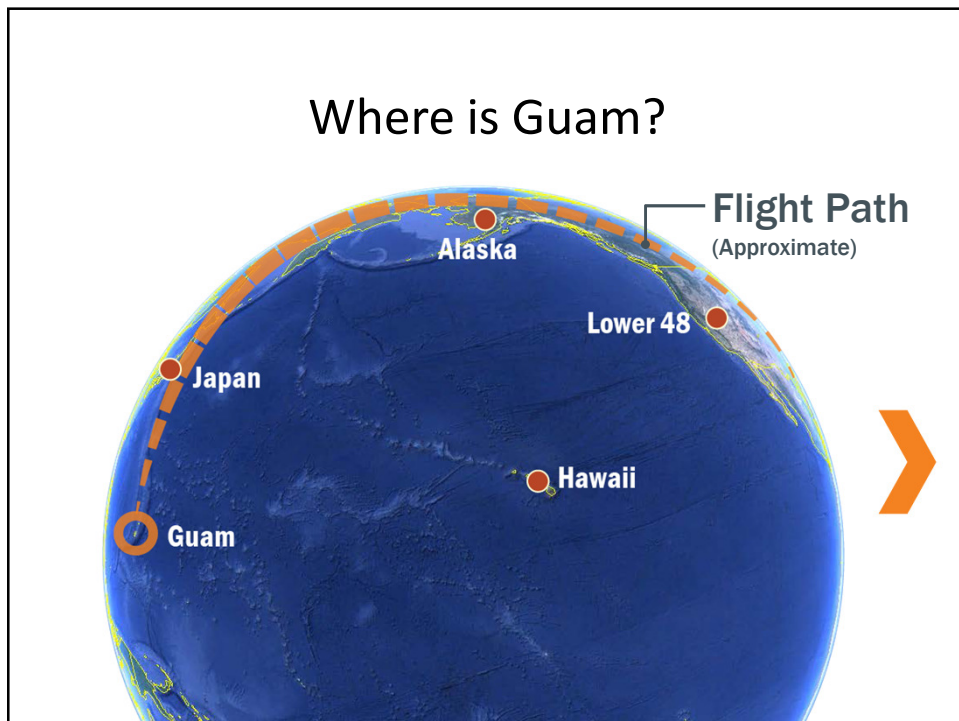 Where is Guam?
Flight Path
(Approximate)
Alaska
Lower 48
Japan
Hawaii
Guam